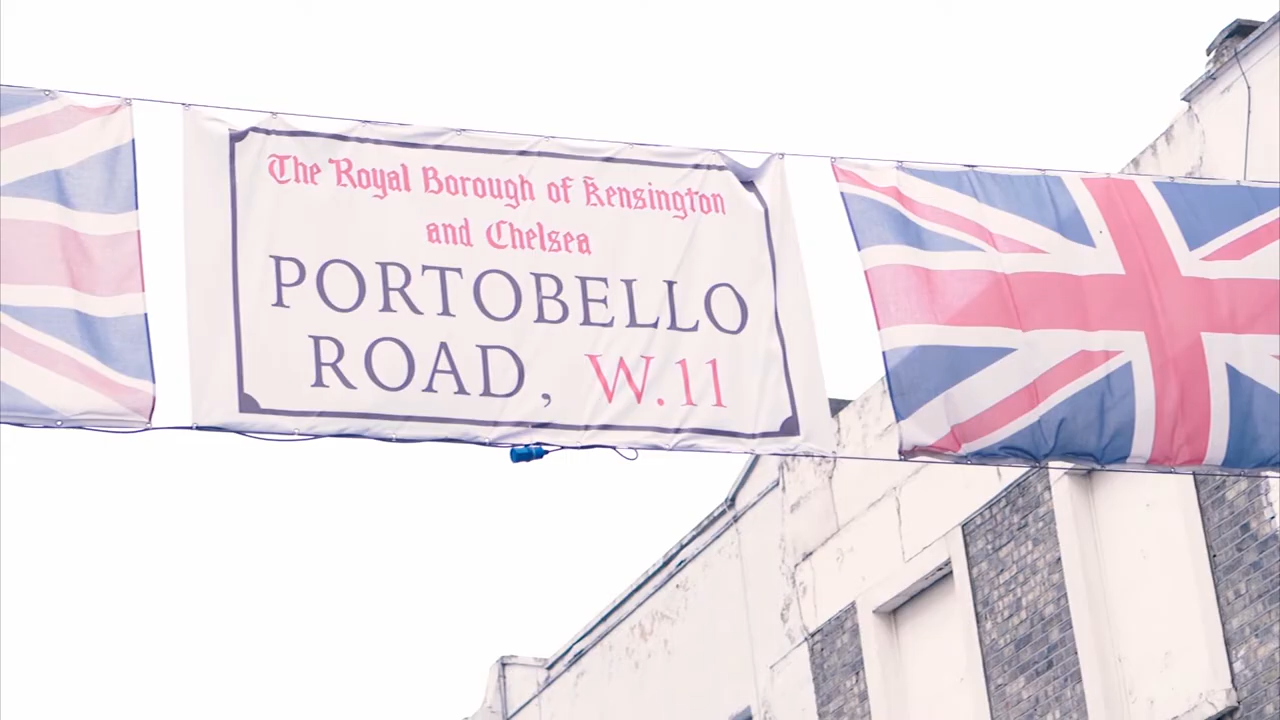 The Royal Borough of Kensington
and Chelsea
PORTOBELLO
ROAD, W.11